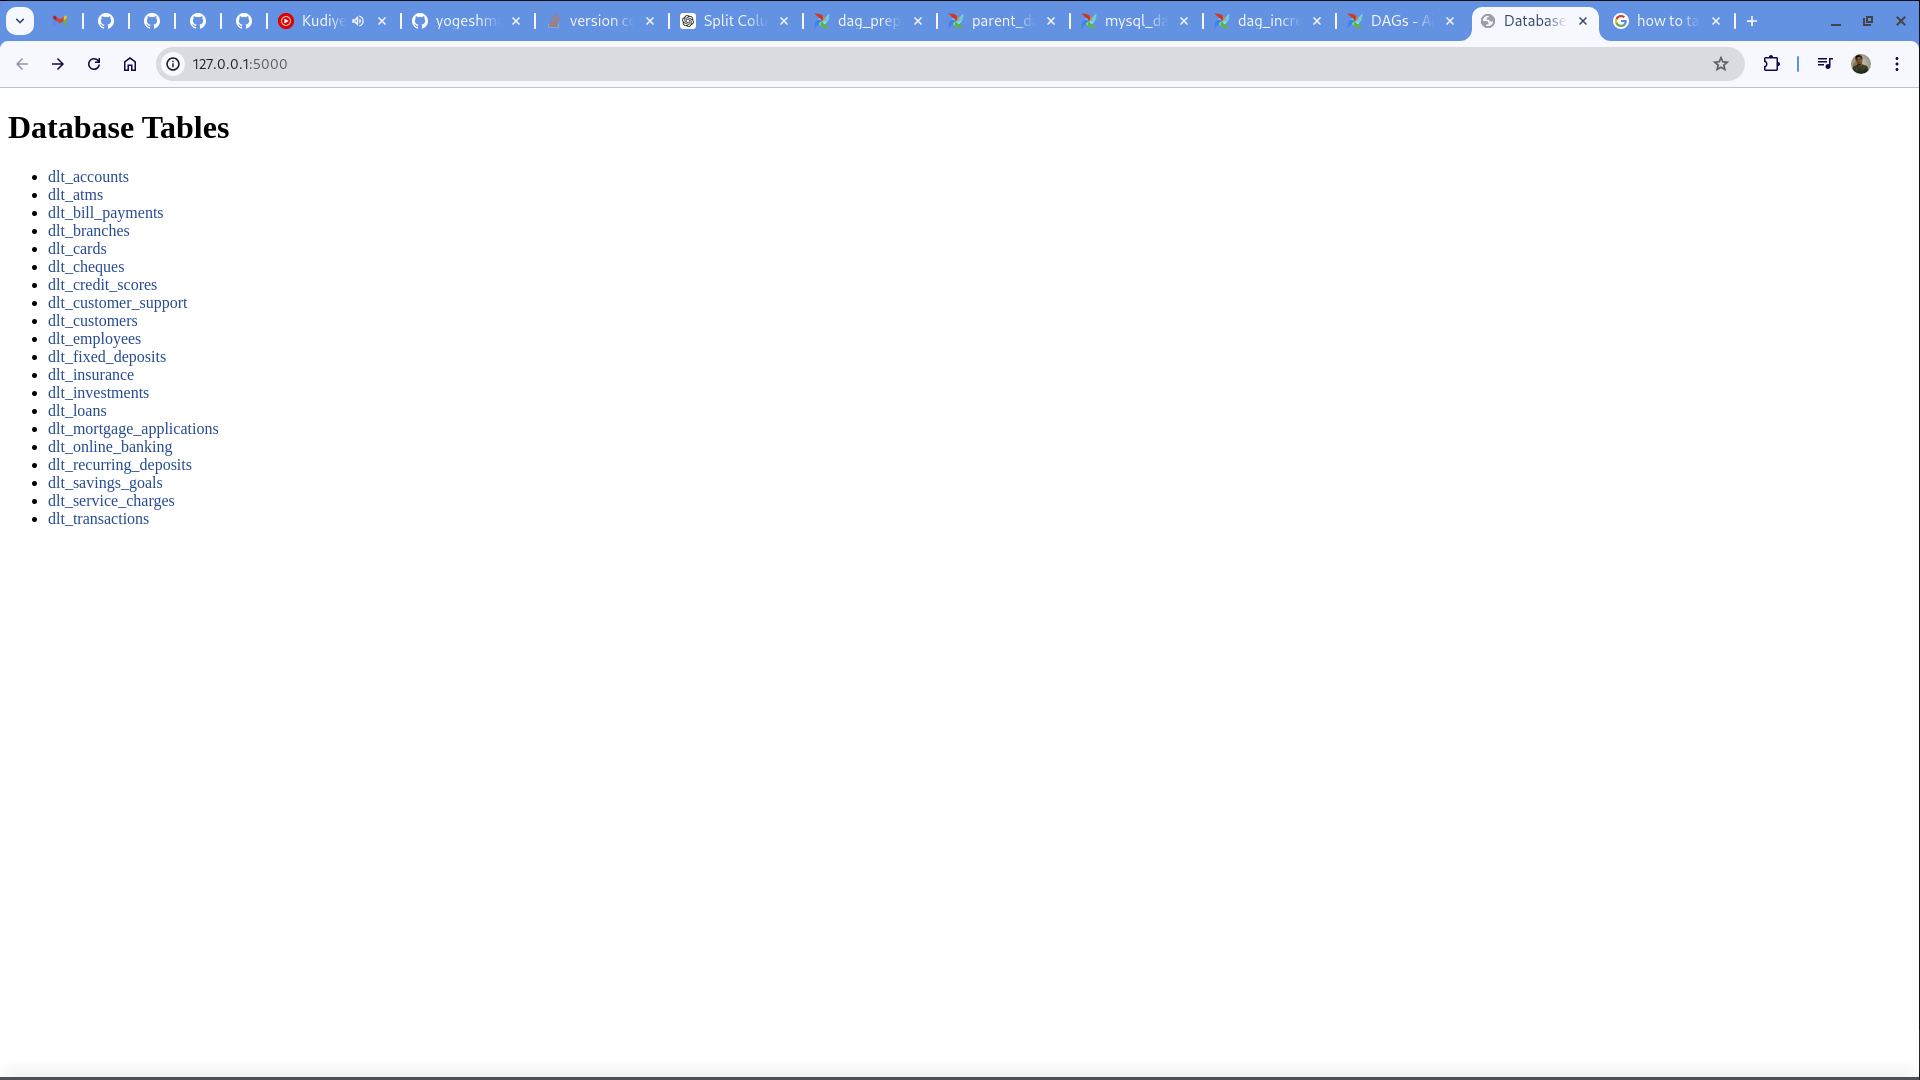 Kudiy
yogeshm
version c
Split Colu
dag_prep
parent_d
mysql_da
dag_incr
DAGs - A
Database
how to ta
127.0.0.1:5000
Database Tables
dlt_accounts
dlt_atms
dlt_bill_payments
dlt_branches
dlt_cards
dlt_cheques
dlt_credit_scores
dlt_customer_support
dlt_customers
dlt_employees
dlt_fixed_deposits
dlt_insurance
dlt_investments
dlt_loans
dlt_mortgage_applications
dlt_online_banking
dlt_recurring_deposits
dlt_savings_goals
dlt_service_charges
dlt_transactions